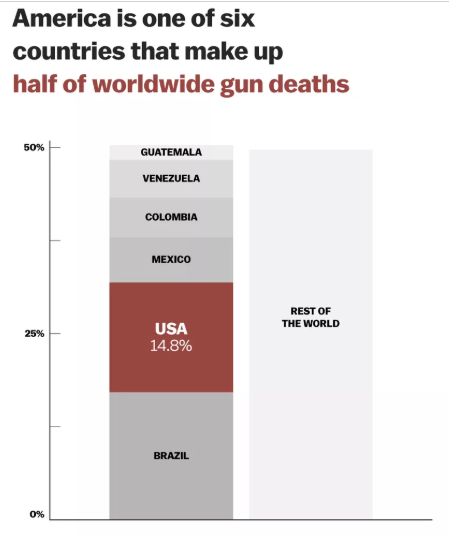 America is one of six
countries that make up
half of worldwide gun deaths
50%
GUATEMALA
VENEZUELA
COLOMBIA
MEXICO
25%
USA
14.8%
REST OF
THE WORLD
BRAZIL
0%